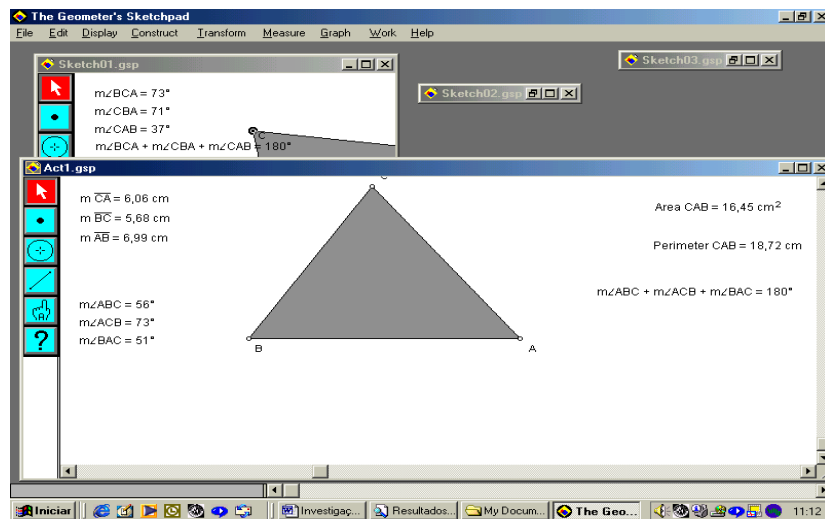 The Geometer's Sketchpad
File Edit Display Construct Transform Measure Graph Work Help
Sketch01.gsp
Sketch03.gsp
Sketch02.gsp
m∠BCA = 73°
m∠CBA = 71°
m∠CAB = 37°
m∠BCA + m∠CBA + m∠CAB = 180°
C
Act1.gsp
m CA = 6,06 cm
m BC = 5,68 cm
m AB = 6,99 cm
Area CAB = 16,45 cm²
Perimeter CAB = 18,72 cm
m∠ABC + m∠ACB + m∠BAC = 180°
m∠ABC = 56°
m∠ACB = 73°
m∠BAC = 51°
B
A
Iniciar
Investigaç...
Resultados...
My Docum...
The Geo...
11:12